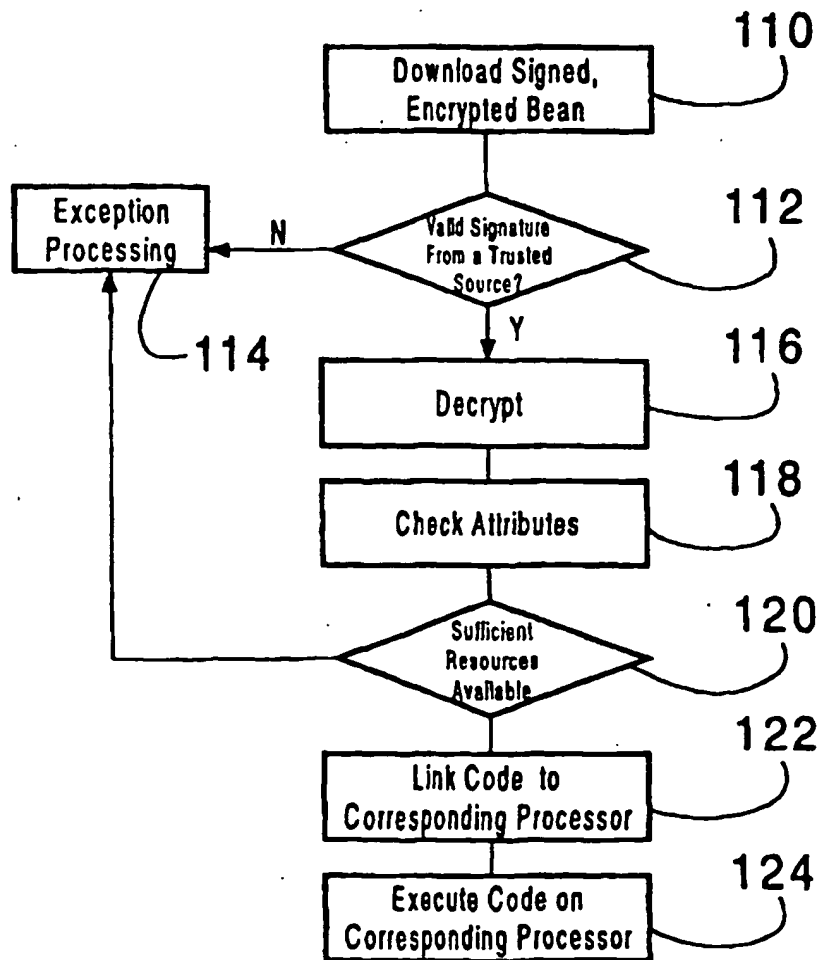 110
Download Signed,
Encrypted Bean
112
Valid Signature
From a Trusted
Source?
N
Exception
Processing
114
Y
116
Decrypt
118
Check Attributes
120
Sufficient
Resources
Available
122
Link Code to
Corresponding Processor
124
Execute Code on
Corresponding Processor